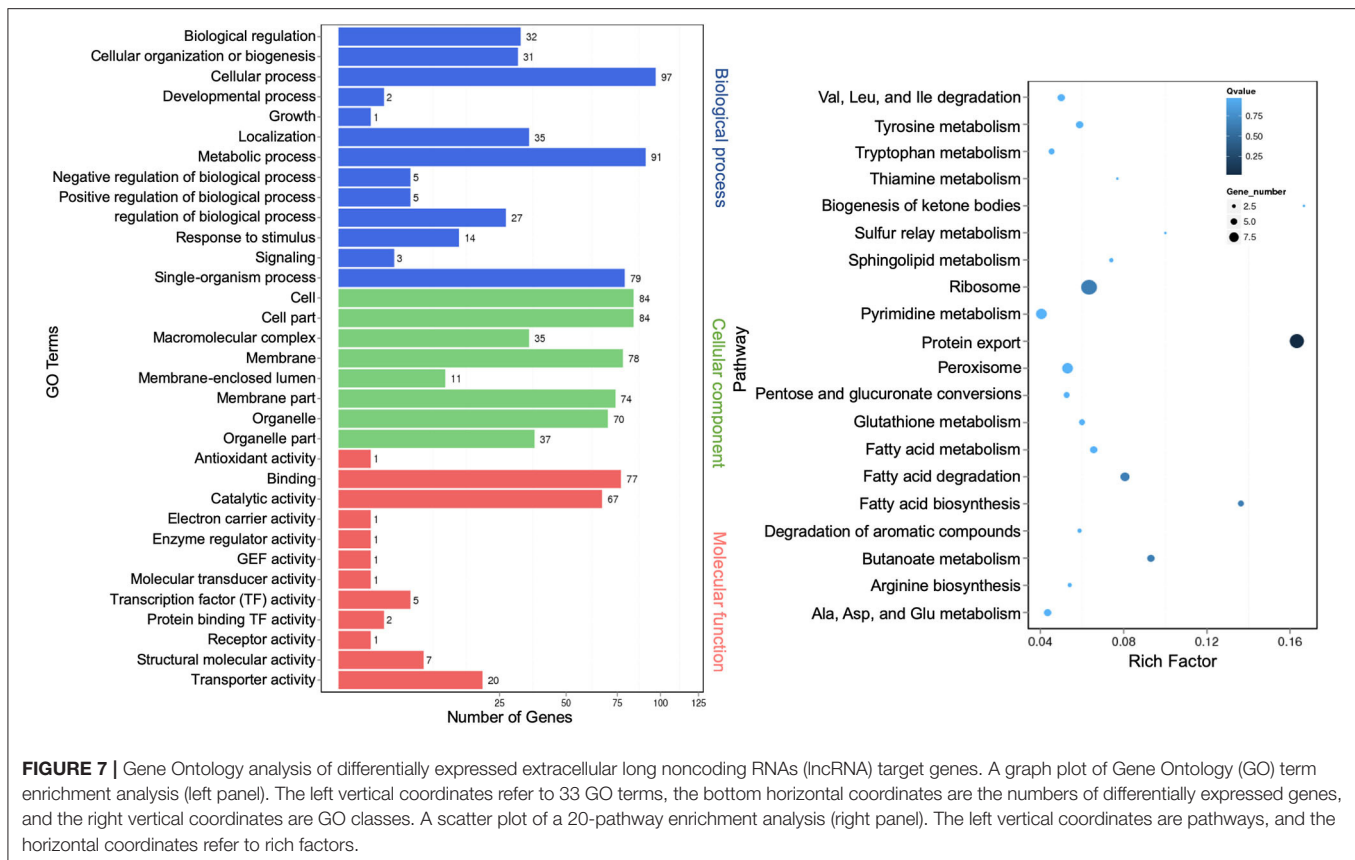 Biological regulation 32
Cellular organization or biogenesis 31
Cellular process 97
Developmental process 2
Growth 1
Localization 35
Metabolic process 91
Negative regulation of biological process 5
Positive regulation of biological process 5
regulation of biological process 27
Response to stimulus 14
Signaling 3
Single-organism process 79
Cell 84
Cell part 84
Macromolecular complex 35
Membrane 78
Membrane-enclosed lumen 11
Membrane part 74
Organelle 70
Organelle part 37
Antioxidant activity 1
Binding 77
Catalytic activity 67
Electron carrier activity 1
Enzyme regulator activity 1
GEF activity 1
Molecular transducer activity 1
Transcription factor (TF) activity 5
Protein binding TF activity 2
Receptor activity 1
Structural molecular activity 7
Transporter activity 20
25 50 75 100 125
Number of Genes
GO Terms
Biological process
Cellular component
Molecular function
Pathway
Val, Leu, and Ile degradation
Tyrosine metabolism
Tryptophan metabolism
Thiamine metabolism
Biogenesis of ketone bodies
Sulfur relay metabolism
Sphingolipid metabolism
Ribosome
Pyrimidine metabolism
Protein export
Peroxisome
Pentose and glucuronate conversions
Glutathione metabolism
Fatty acid metabolism
Fatty acid degradation
Fatty acid biosynthesis
Degradation of aromatic compounds
Butanoate metabolism
Arginine biosynthesis
Ala, Asp, and Glu metabolism
0.04 0.08 0.12 0.16
Rich Factor
Qvalue
0.75
0.50
0.25
Gene_number
2.5
5.0
7.5
FIGURE 7 | Gene Ontology analysis of differentially expressed extracellular long noncoding RNAs (lncRNA) target genes. A graph plot of Gene Ontology (GO) term
enrichment analysis (left panel). The left vertical coordinates refer to 33 GO terms, the bottom horizontal coordinates are the numbers of differentially expressed genes,
and the right vertical coordinates are GO classes. A scatter plot of a 20-pathway enrichment analysis (right panel). The left vertical coordinates are pathways, and the
horizontal coordinates refer to rich factors.